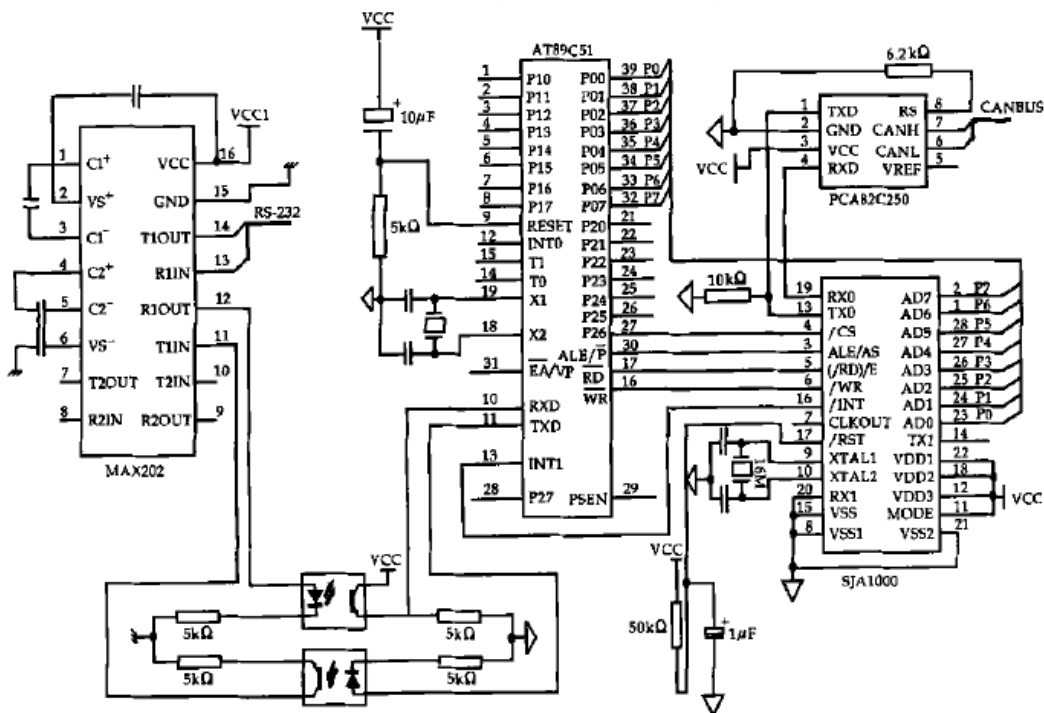 VCC
10μF
+
5kΩ
VCC1
1 C1+ VCC 16
2 VS+ GND 15
3 C1- T1OUT 14
RS-232
4 C2+ R1IN 13
5 C2- R1OUT 12
6 VS- T1IN 11
7 T2OUT T2IN 10
8 R2IN R2OUT 9
MAX202
AT89C51
1 P10 P00 39 P0
2 P11 P01 38 P1
3 P12 P02 37 P2
4 P13 P03 36 P3
5 P14 P04 35 P4
6 P15 P05 34 P5
7 P16 P06 33 P6
8 P17 P07 32 P7
9 RESET P20 21
12 INT0 P21 22
15 T1 P22 23
14 T0 P23 24
19 X1 P24 25
P25 26
18 X2 P26 27
ALE/P 30
31 EA/VP RD 17
WR 16
10 RXD
11 TXD
13 INT1
28 P27 PSEN 29
6.2kΩ
1 TXD RS 8
CANBUS
2 GND CANH 7
3 VCC CANL 6
4 RXD VREF 5
VCC
PCA82C250
10kΩ
19 RX0 AD7 2 P7
13 TX0 AD6 1 P6
4 /CS AD5 28 P5
3 ALE/AS AD4 27 P4
5 (/RD)/E AD3 26 P3
6 /WR AD2 25 P2
16 /INT AD1 24 P1
7 CLKOUT AD0 23 P0
17 /RST TX1 14
9 XTAL1 VDD1 22
10 XTAL2 VDD2 18
20 RX1 VDD3 12
15 VSS MODE 11
8 VSS1 VSS2 21
VCC
16M
SJA1000
VCC
50kΩ
+
1μF
VCC
5kΩ
5kΩ
5kΩ
5kΩ